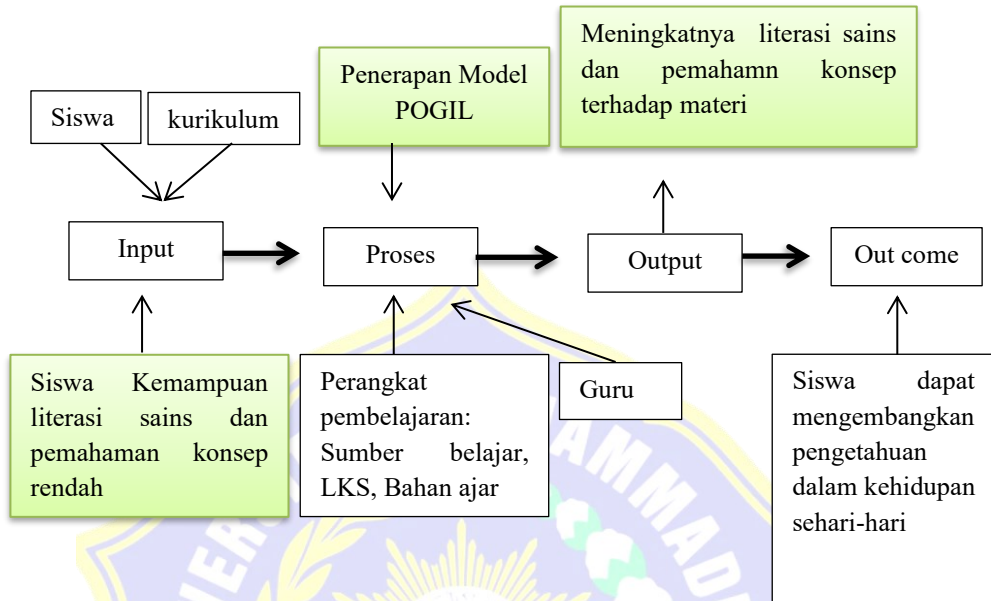 Siswa
kurikulum
Penerapan Model
POGIL
Meningkatnya literasi sains
dan pemahamn konsep
terhadap materi
Input
Proses
Output
Out come
Siswa Kemampuan
literasi sains dan
pemahaman konsep
rendah
Perangkat
pembelajaran:
Sumber belajar,
LKS, Bahan ajar
Guru
Siswa dapat
mengembangkan
pengetahuan
dalam kehidupan
sehari-hari